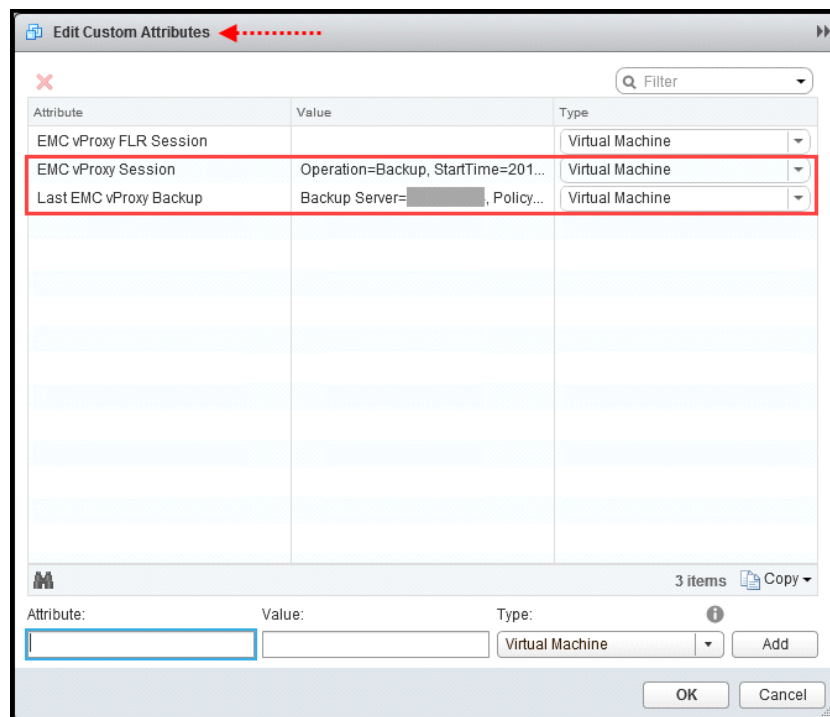 Edit Custom Attributes
Filter
Attribute Value Type
EMC vProxy FLR Session Virtual Machine
EMC vProxy Session Operation=Backup, StartTime=201... Virtual Machine
Last EMC vProxy Backup Backup Server= , Policy... Virtual Machine
3 items Copy
Attribute: Value: Type:
Virtual Machine Add
OK Cancel